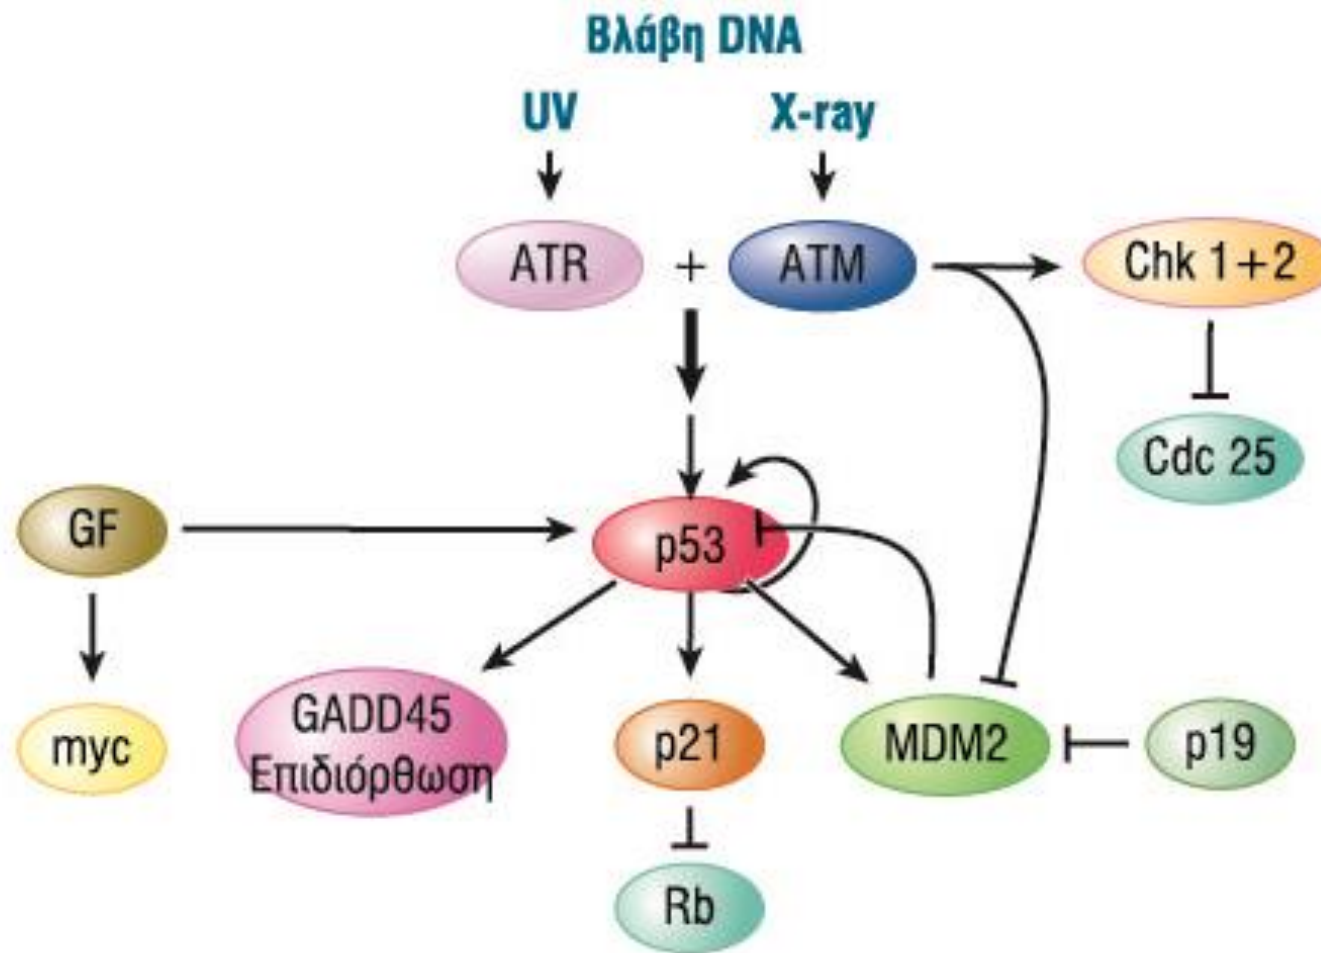 Βλάβη DNA
UV
X-ray
ATR
+
ATM
Chk 1+2
Cdc 25
GF
p53
myc
GADD45
Επιδιόρθωση
p21
MDM2
p19
Rb